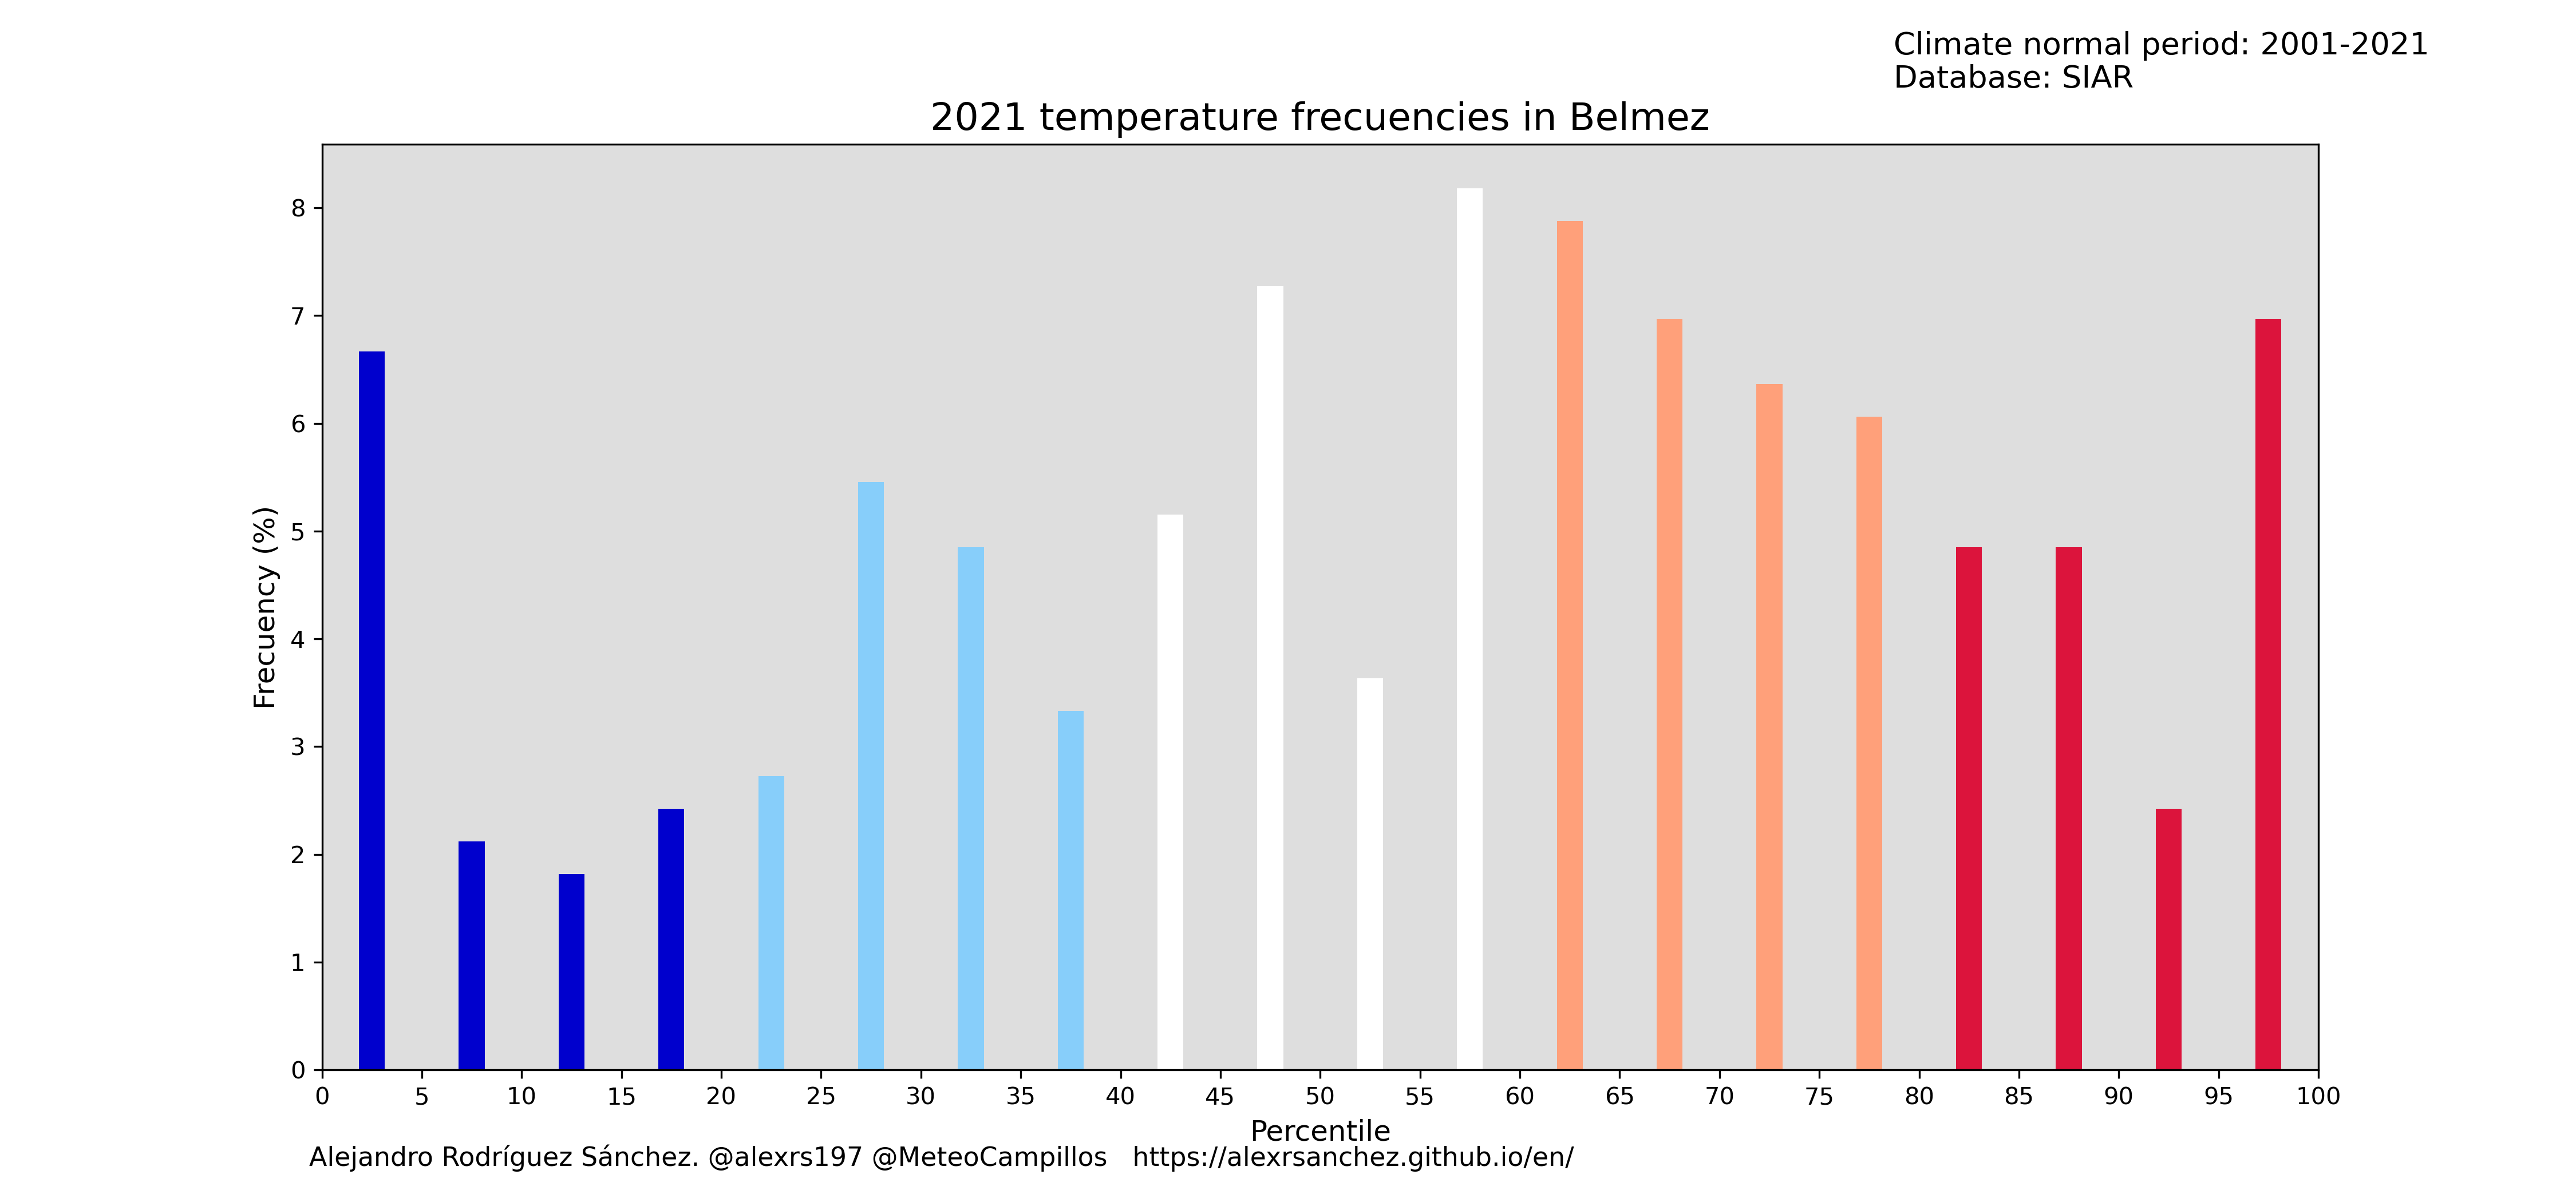 Climate normal period: 2001-2021
Database: SIAR
2021 temperature frecuencies in Belmez
Frecuency (%)
8
7
6
5
4
3
2
1
0
0 5 10 15 20 25 30 35 40 45 50 55 60 65 70 75 80 85 90 95 100
Percentile
Alejandro Rodríguez Sánchez. @alexrs197 @MeteoCampillos   https://alexrsanchez.github.io/en/